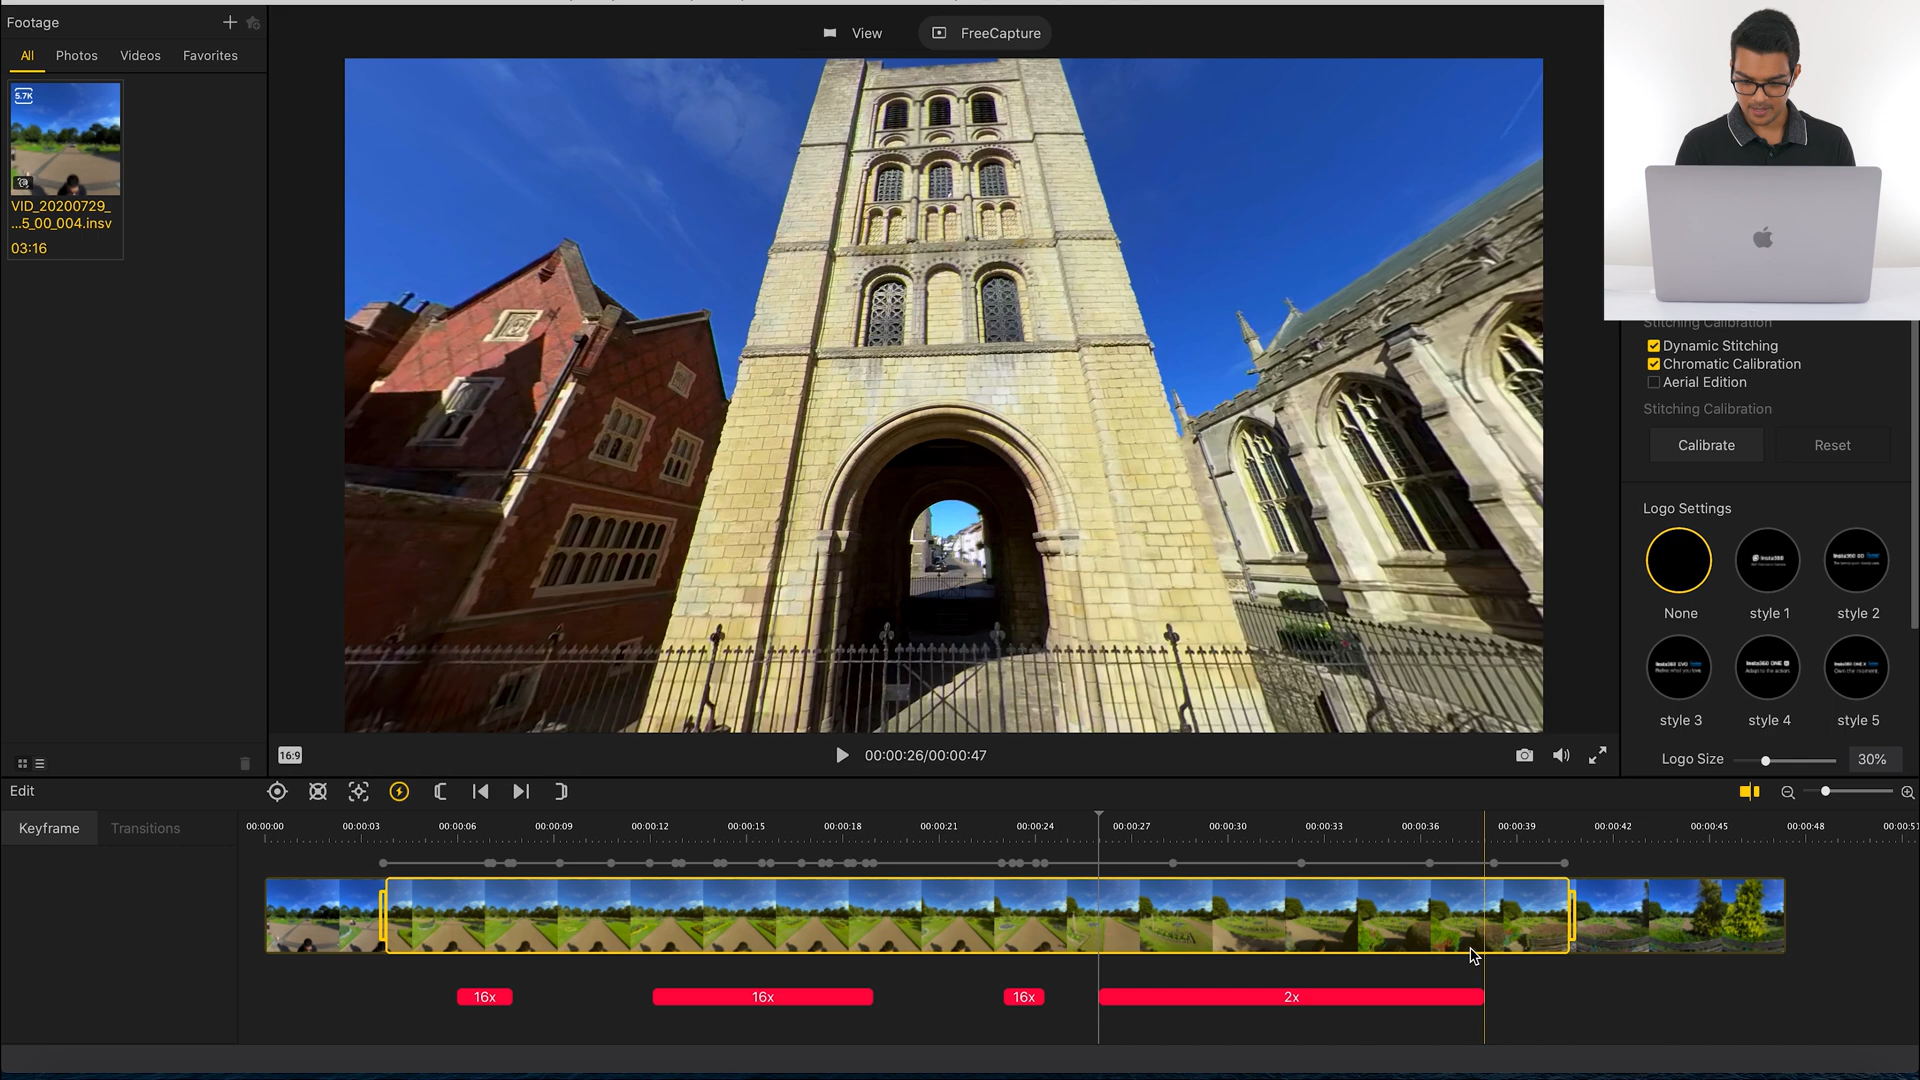 Footage
View
FreeCapture
All
Photos
Videos
Favorites
5.7K
VID_20200729_
...5_00_004.insv
03:16
Stitching Calibration
Dynamic Stitching
Chromatic Calibration
Aerial Edition
Stitching Calibration
Calibrate
Reset
Logo Settings
None
style 1
style 2
style 3
style 4
style 5
Logo Size
30%
16:9
00:00:26/00:00:47
Edit
Keyframe
Transitions
00:00:00
00:00:03
00:00:06
00:00:09
00:00:12
00:00:15
00:00:18
00:00:21
00:00:24
00:00:27
00:00:30
00:00:33
00:00:36
00:00:39
00:00:42
00:00:45
00:00:48
00:00:51
16x
16x
16x
2x